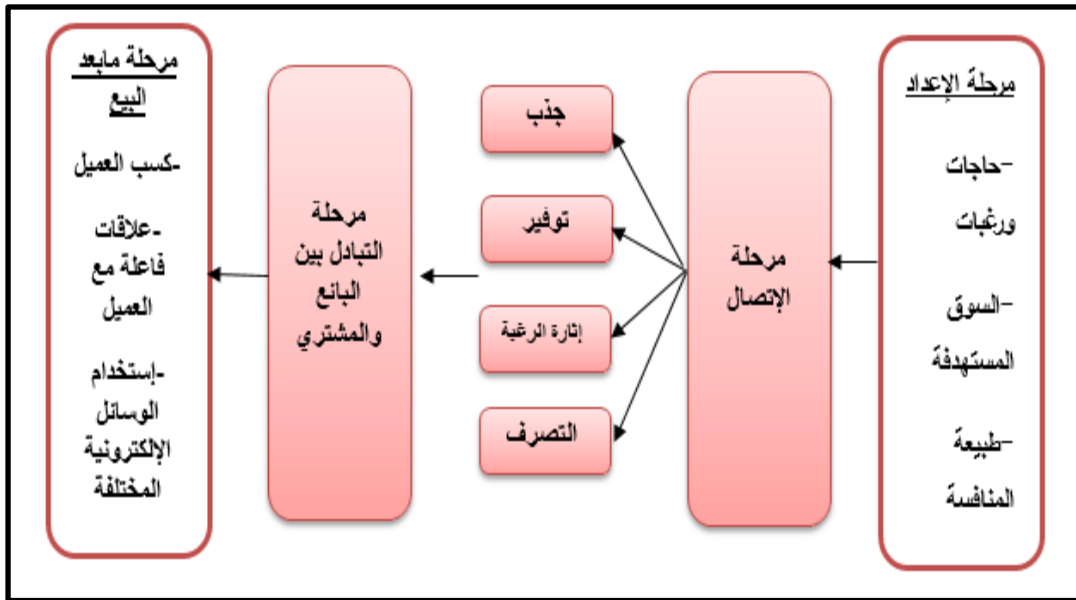 مرحلة الإعداد
-حاجات
ورغبات
-السوق
المستهدفة
-طبيعة
المنافسة
مرحلة
الإتصال
جذب
توفير
إثارة الرغبة
التصرف
مرحلة
التبادل بين
البائع
والمشتري
مرحلة مابعد
البيع
-كسب العميل
-علاقات
فاعلة مع
العميل
-إستخدام
الوسائل
الإلكترونية
المختلفة